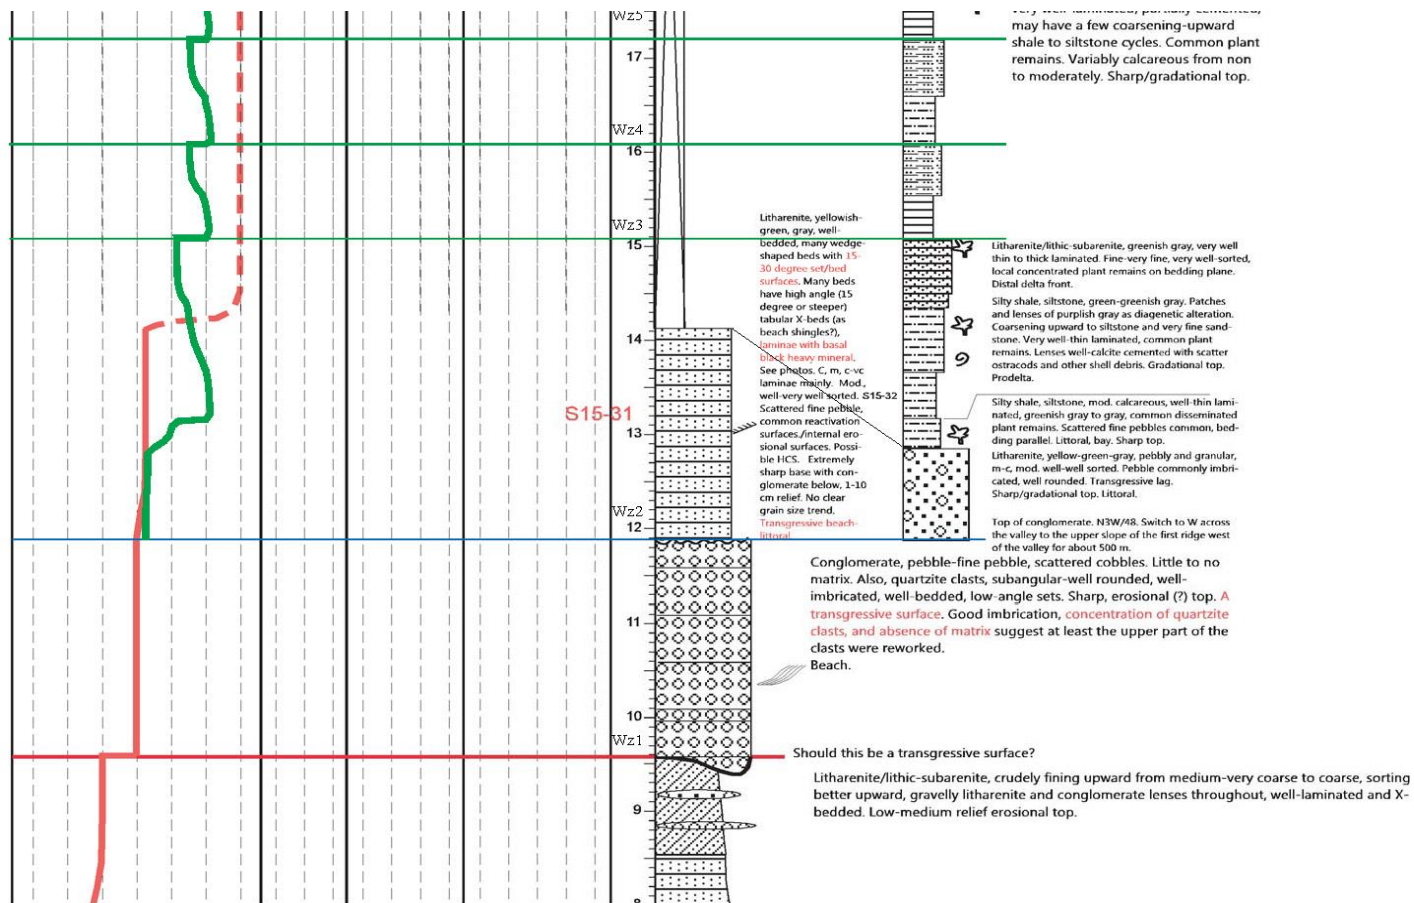 Wz5
very well-laminated, partially cemented,
may have a few coarsening-upward
shale to siltstone cycles. Common plant
remains. Variably calcareous from non
to moderately. Sharp/gradational top.
17
Wz4
16
Wz3
15
14
13
Wz2
12
11
10
Wz1
9
8
S15-31
Litharenite, yellowish-
green, gray, well-
bedded, many wedge-
shaped beds with 15-
30 degree set/bed
surfaces. Many beds
have high angle (15
degree or steeper)
tabular X-beds (as
beach shingles?),
laminae with basal
black heavy mineral.
See photos. C, m, c-vc
laminae mainly. Mod.,
well-very well sorted. S15-32
Scattered fine pebble,
common reactivation
surfaces./internal ero-
sional surfaces. Possi-
ble HCS. Extremely
sharp base with con-
glomerate below, 1-10
cm relief. No clear
grain size trend.
Transgressive beach-
littoral
Litharenite/lithic-subarenite, greenish gray, very well
thin to thick laminated. Fine-very fine, very well-sorted,
local concentrated plant remains on bedding plane.
Distal delta front.
Silty shale, siltstone, green-greenish gray. Patches
and lenses of purplish gray as diagenetic alteration.
Coarsening upward to siltstone and very fine sand-
stone. Very well-thin laminated, common plant
remains. Lenses well-calcite cemented with scatter
ostracods and other shell debris. Gradational top.
Prodelta.
Silty shale, siltstone, mod. calcareous, well-thin lami-
nated, greenish gray to gray, common disseminated
plant remains. Scattered fine pebbles common, bed-
ding parallel. Littoral, bay. Sharp top.
Litharenite, yellow-green-gray, pebbly and granular,
m-c, mod. well-well sorted. Pebble commonly imbri-
cated, well rounded. Transgressive lag.
Sharp/gradational top. Littoral.
Top of conglomerate. N3W/48. Switch to W across
the valley to the upper slope of the first ridge west
of the valley for about 500 m.
Conglomerate, pebble-fine pebble, scattered cobbles. Little to no
matrix. Also, quartzite clasts, subangular-well rounded, well-
imbricated, well-bedded, low-angle sets. Sharp, erosional (?) top. A
transgressive surface. Good imbrication, concentration of quartzite
clasts, and absence of matrix suggest at least the upper part of the
clasts were reworked.
Beach.
Should this be a transgressive surface?
Litharenite/lithic-subarenite, crudely fining upward from medium-very coarse to coarse, sorting
better upward, gravelly litharenite and conglomerate lenses throughout, well-laminated and X-
bedded. Low-medium relief erosional top.